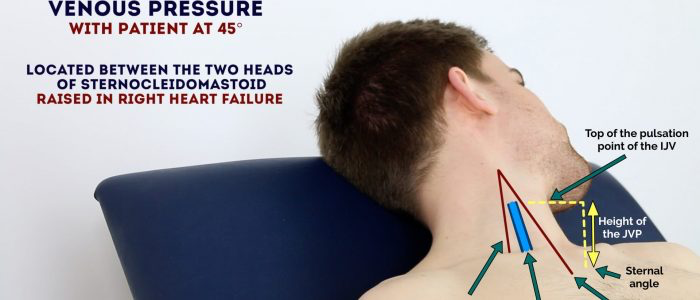 VENOUS PRESSURE
WITH PATIENT AT 45°
LOCATED BETWEEN THE TWO HEADS
OF STERNOCLEIDOMASTOID
RAISED IN RIGHT HEART FAILURE
Top of the pulsation
point of the IJV
Height of
the JVP
Sternal
angle